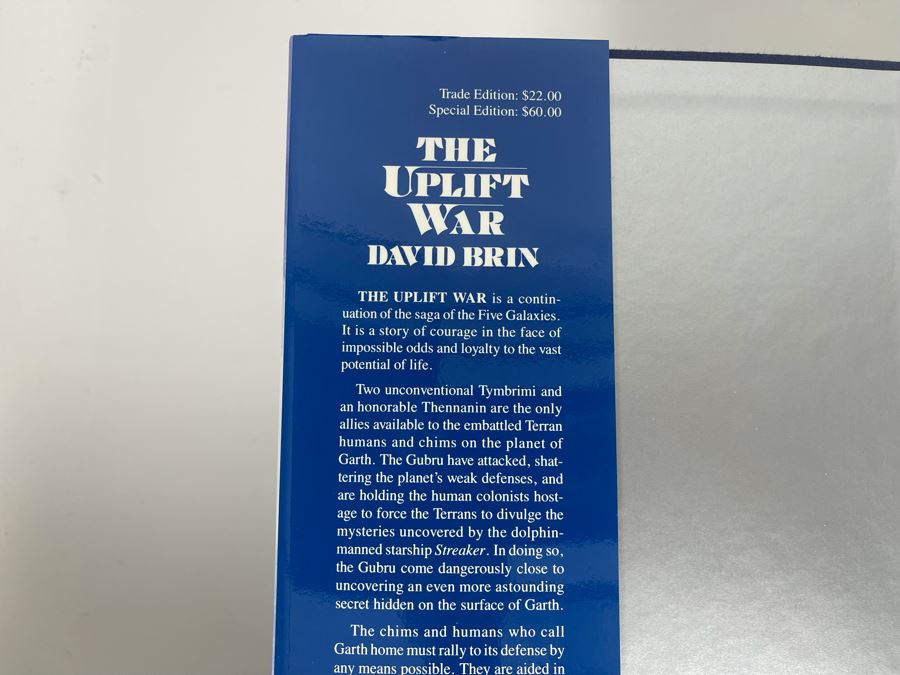 Trade Edition: $22.00
Special Edition: $60.00
THE
UPLIFT
WAR
DAVID BRIN
THE UPLIFT WAR is a contin-
uation of the saga of the Five Galaxies.
It is a story of courage in the face of
impossible odds and loyalty to the vast
potential of life.
Two unconventional Tymbrimi and
an honorable Thennanin are the only
allies available to the embattled Terran
humans and chims on the planet of
Garth. The Gubru have attacked, shat-
tering the planet's weak defenses, and
are holding the human colonists host-
age to force the Terrans to divulge the
mysteries uncovered by the dolphin-
manned starship Streaker. In doing so,
the Gubru come dangerously close to
uncovering an even more astounding
secret hidden on the surface of Garth.
The chims and humans who call
Garth home must rally to its defense by
any means possible. They are aided in